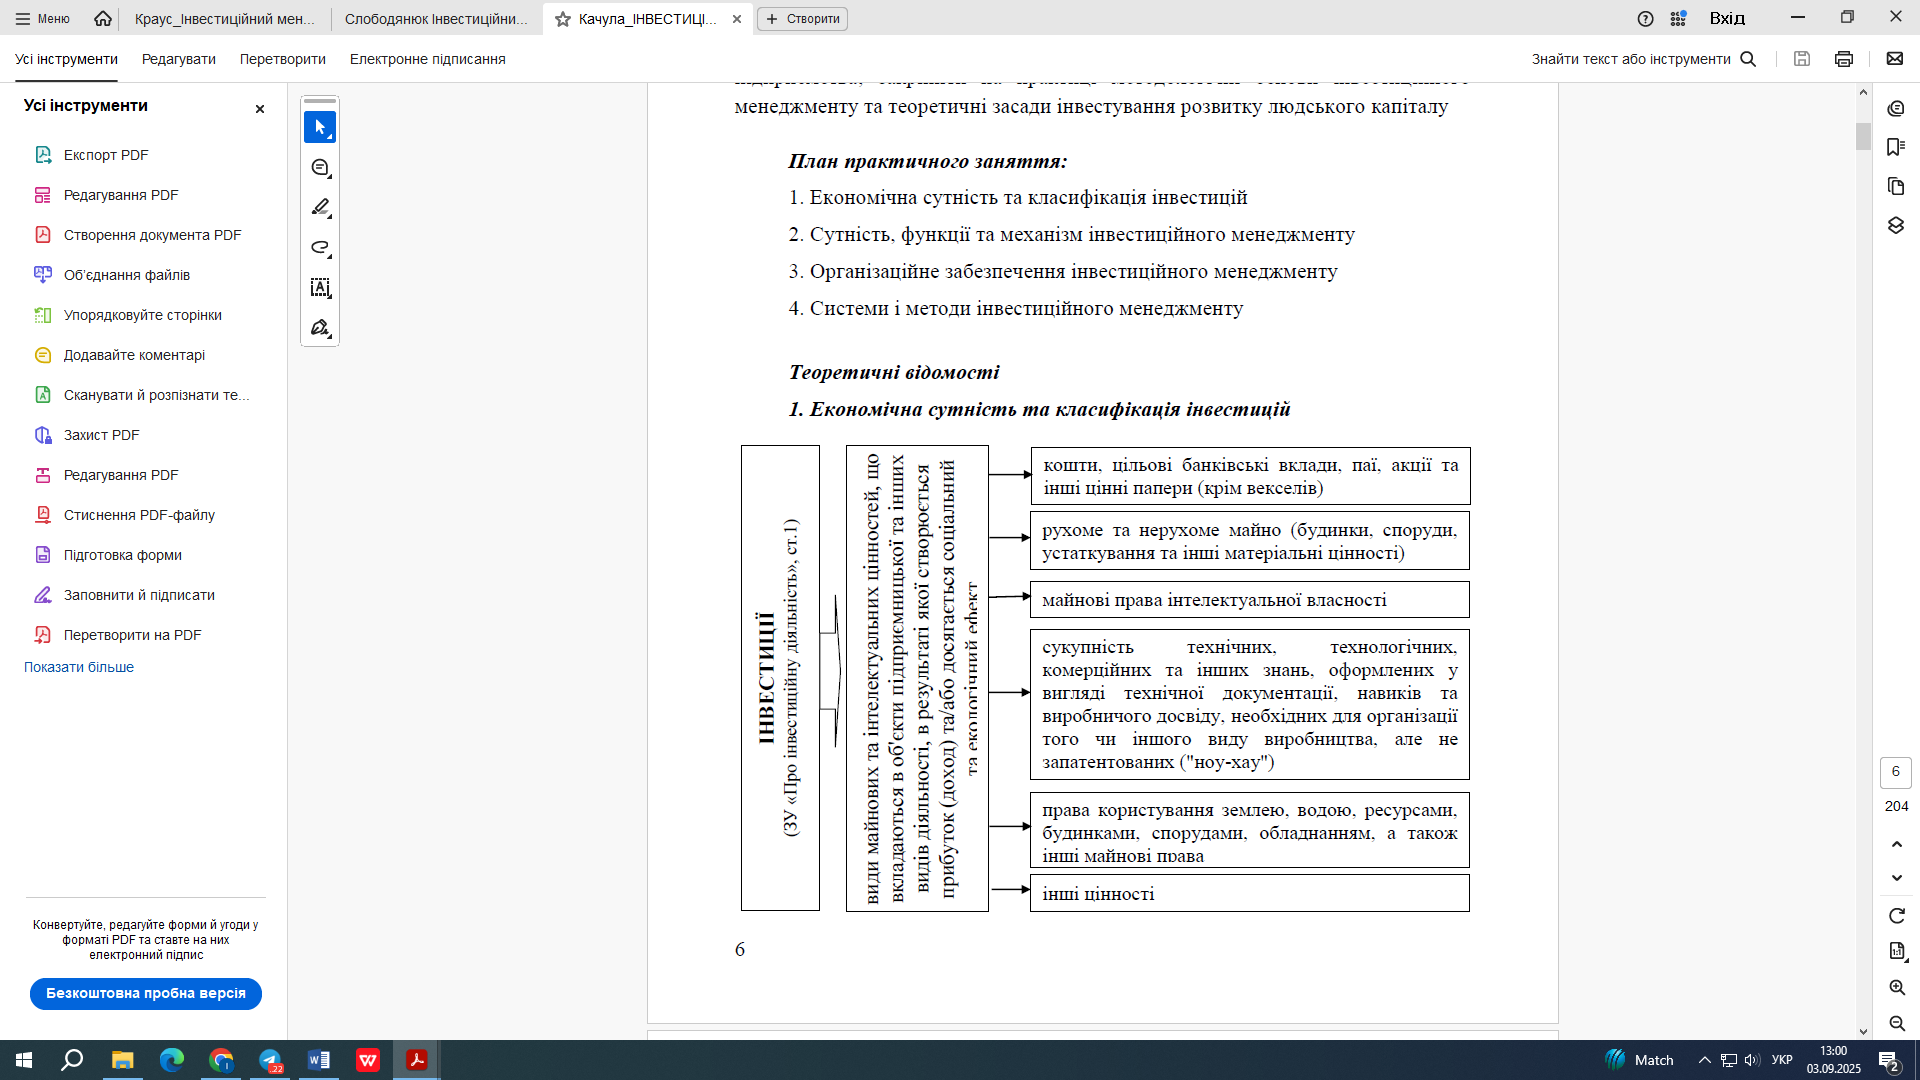 Меню
Краус_Інвестиційний мен...
Слободянюк Інвестиційни...
Качула_ІНВЕСТИЦІ...
Створити
Вхід
Усі інструменти
Редагувати
Перетворити
Електронне підписання
Знайти текст або інструменти
Усі інструменти
Експорт PDF
Редагування PDF
Створення документа PDF
Об'єднання файлів
Упорядковуйте сторінки
Додавайте коментарі
Сканувати й розпізнати те...
Захист PDF
Редагування PDF
Стиснення PDF-файлу
Підготовка форми
Заповнити й підписати
Перетворити на PDF
Показати більше
Конвертуйте, редагуйте форми й угоди у
форматі PDF та ставте на них
електронний підпис
Безкоштовна пробна версія
менеджменту та теоретичні засади інвестування розвитку людського капіталу
План практичного заняття:
1. Економічна сутність та класифікація інвестицій
2. Сутність, функції та механізм інвестиційного менеджменту
3. Організаційне забезпечення інвестиційного менеджменту
4. Системи і методи інвестиційного менеджменту
Теоретичні відомості
1. Економічна сутність та класифікація інвестицій
ІНВЕСТИЦІЇ
(ЗУ «Про інвестиційну діяльність», ст.1)
види майнових та інтелектуальних цінностей, що
вкладаються в об'єкти підприємницької та інших
видів діяльності, в результаті якої створюється
прибуток (доход) та/або досягається соціальний
та екологічний ефект
кошти, цільові банківські вклади, паї, акції та
інші цінні папери (крім векселів)
рухоме та нерухоме майно (будинки, споруди,
устаткування та інші матеріальні цінності)
майнові права інтелектуальної власності
сукупність технічних, технологічних,
комерційних та інших знань, оформлених у
вигляді технічної документації, навиків та
виробничого досвіду, необхідних для організації
того чи іншого виду виробництва, але не
запатентованих ("ноу-хау")
права користування землею, водою, ресурсами,
будинками, спорудами, обладнанням, а також
інші майнові права
інші цінності
6
6
204
1:1
.22
Match
УКР
13:00
03.09.2025
2